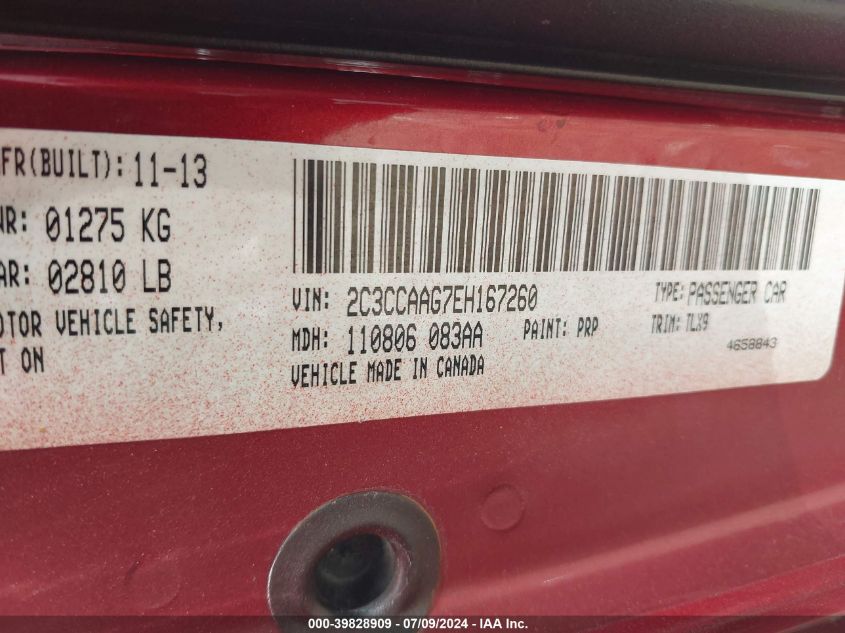 FR(BUILT): 11-13
WR: 01275 KG
AR: 02810 LB
OTOR VEHICLE SAFETY,
T ON
VIN: 2C3CCAAG7EH167260
TYPE: PASSENGER CAR
MDH: 110806 083AA
PAINT: PRP
TRIM: TLX9
VEHICLE MADE IN CANADA
4658843
000-39828909 - 07/09/2024 - IAA Inc.